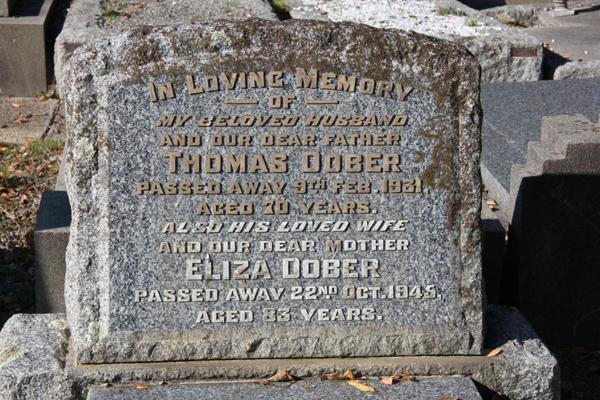 IN LOVING MEMORY
OF
MY BELOVED HUSBAND
AND OUR DEAR FATHER
THOMAS DOBER
PASSED AWAY 9TH FEB. 1931.
AGED 70 YEARS.
ALSO HIS LOVED WIFE
AND OUR DEAR MOTHER
ELIZA DOBER
PASSED AWAY 22ND OCT. 1945,
AGED 83 YEARS.